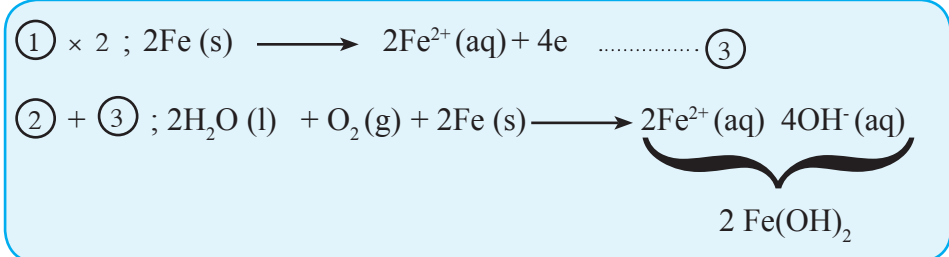 ① × 2 ; 2Fe (s) ⟶ 2Fe²⁺ (aq) + 4e ................ ③
② + ③ ; 2H₂O (l) + O₂ (g) + 2Fe (s) ⟶ 2Fe²⁺ (aq) 4OH⁻ (aq)
2 Fe(OH)₂